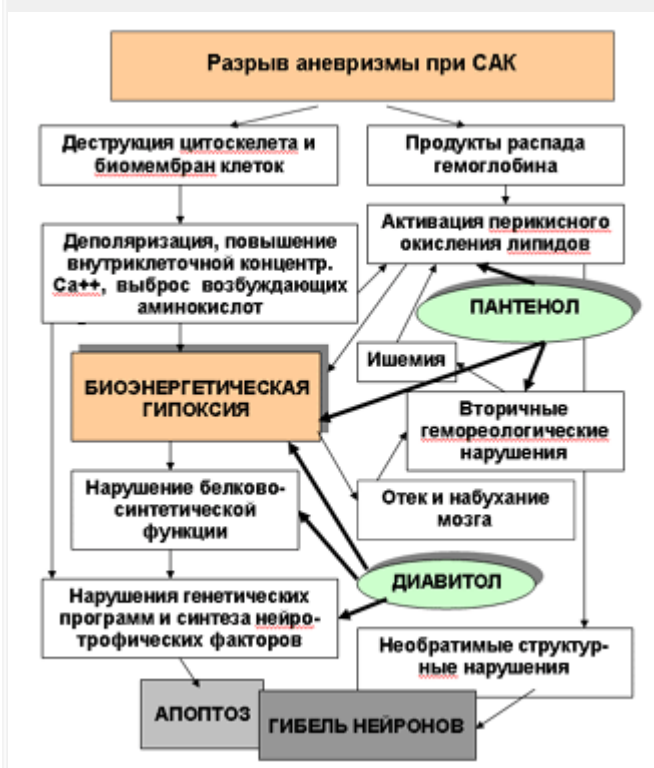 Разрыв аневризмы при САК
Деструкция цитоскелета и
биомембран клеток
Продукты распада
гемоглобина
Деполяризация, повышение
внутриклеточной концентр.
Ca++, выброс возбуждающих
аминокислот
Активация перикисного
окисления липидов
ПАНТЕНОЛ
Ишемия
БИОЭНЕРГЕТИЧЕСКАЯ
ГИПОКСИЯ
Вторичные
гемореологические
нарушения
Нарушение белково-
синтетической
функции
Отек и набухание
мозга
ДИАВИТОЛ
Нарушения генетических
программ и синтеза нейро-
трофических факторов
Необратимые структур-
ные нарушения
АПОПТОЗ
ГИБЕЛЬ НЕЙРОНОВ